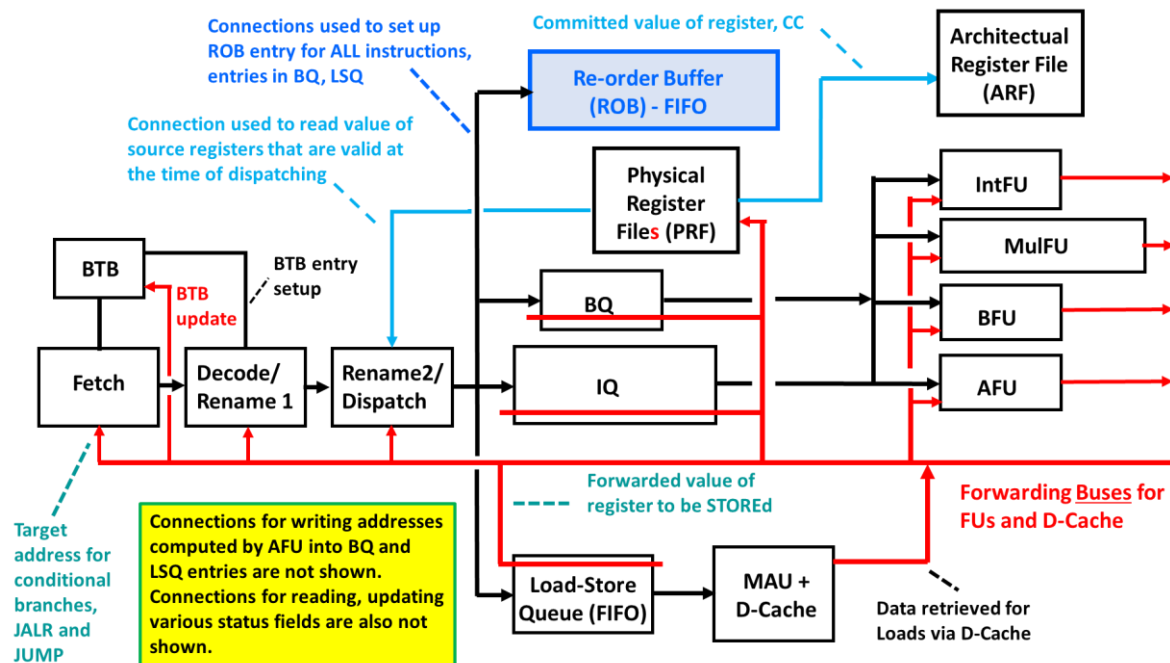 Connections used to set up
ROB entry for ALL instructions,
entries in BQ, LSQ
Committed value of register, CC
Re-order Buffer
(ROB) - FIFO
Architectual
Register File
(ARF)
Connection used to read value of
source registers that are valid at
the time of dispatching
Physical
Register
Files (PRF)
IntFU
MulFU
BFU
AFU
BTB
BTB entry
setup
BTB
update
BQ
IQ
Fetch
Decode/
Rename 1
Rename2/
Dispatch
Forwarded value of
register to be STOREd
Forwarding Buses for
FUs and D-Cache
Target
address for
conditional
branches,
JALR and
JUMP
Connections for writing addresses
computed by AFU into BQ and
LSQ entries are not shown.
Connections for reading, updating
various status fields are also not
shown.
Load-Store
Queue (FIFO)
MAU +
D-Cache
Data retrieved for
Loads via D-Cache